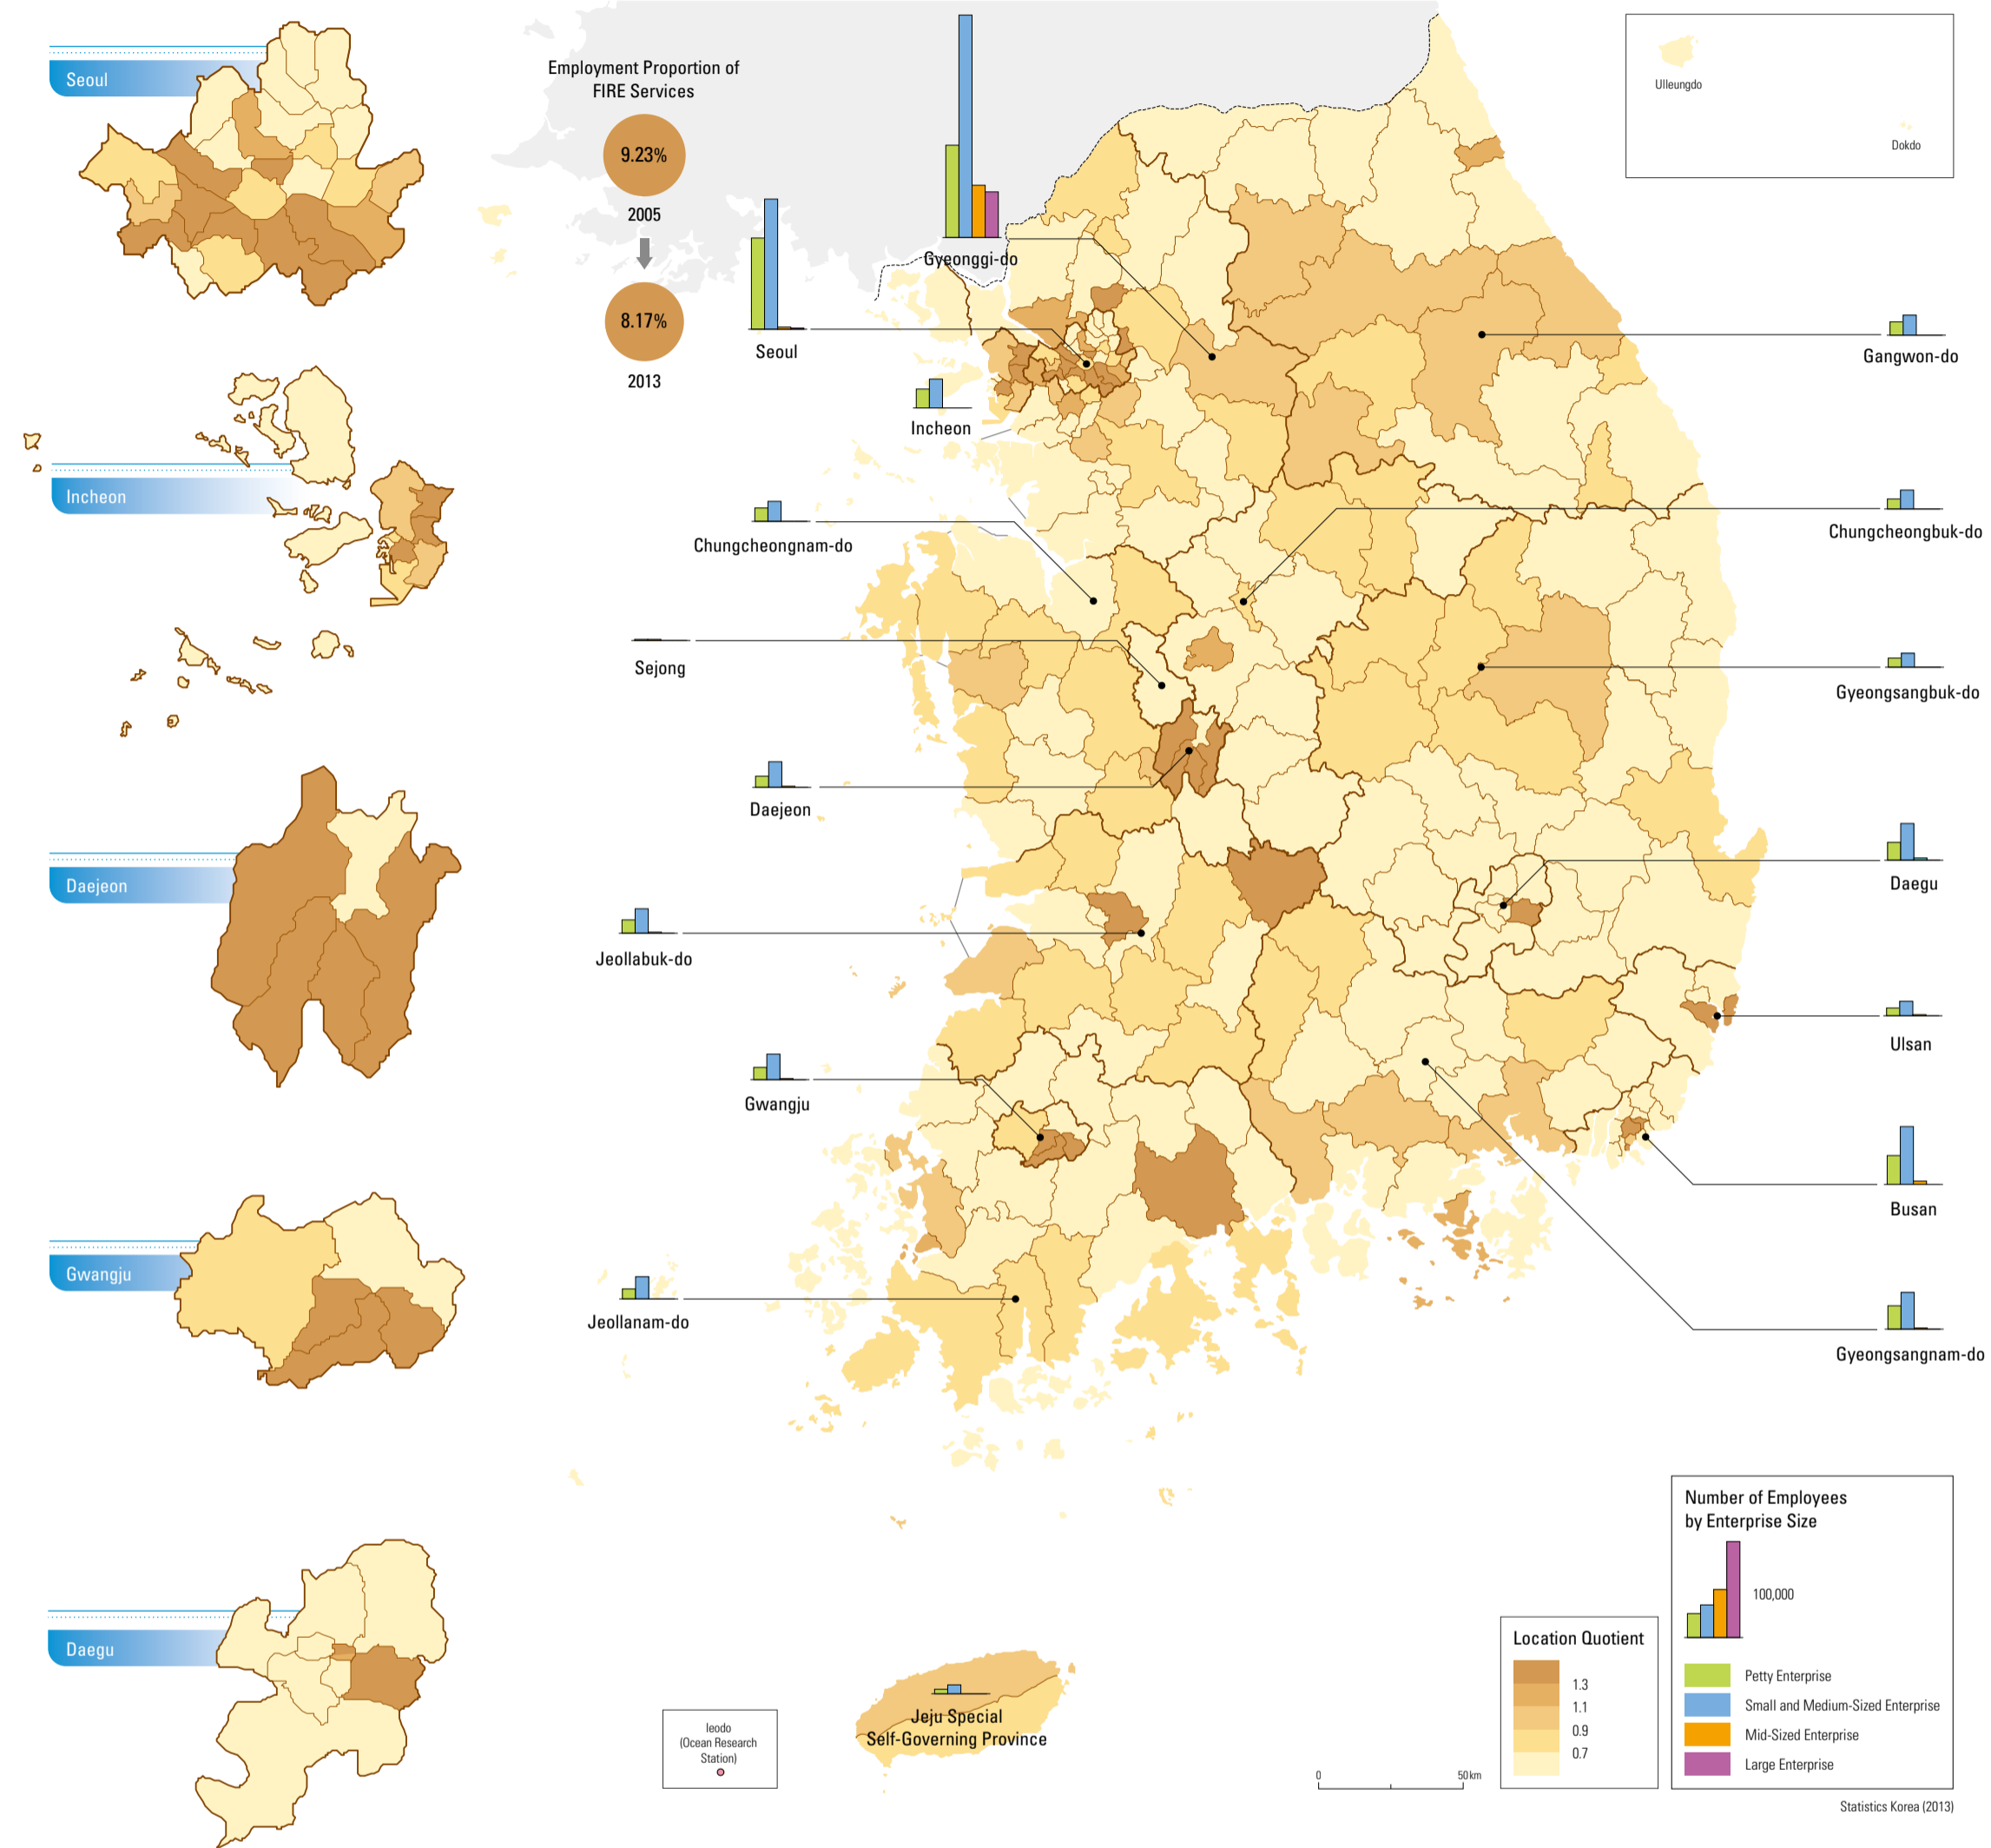 Seoul
Incheon
Daejeon
Gwangju
Daegu
Employment Proportion of
FIRE Services
9.23%
2005
8.17%
2013
Gyeonggi-do
Seoul
Incheon
Chungcheongnam-do
Sejong
Daejeon
Jeollabuk-do
Gwangju
Jeollanam-do
Ulleungdo
Dokdo
Gangwon-do
Chungcheongbuk-do
Gyeongsangbuk-do
Daegu
Ulsan
Busan
Gyeongsangnam-do
Jeju Special
Self-Governing Province
Ieodo
(Ocean Research
Station)
0
50 km
Location Quotient
1.3
1.1
0.9
0.7
Number of Employees
by Enterprise Size
100,000
Petty Enterprise
Small and Medium-Sized Enterprise
Mid-Sized Enterprise
Large Enterprise
Statistics Korea (2013)